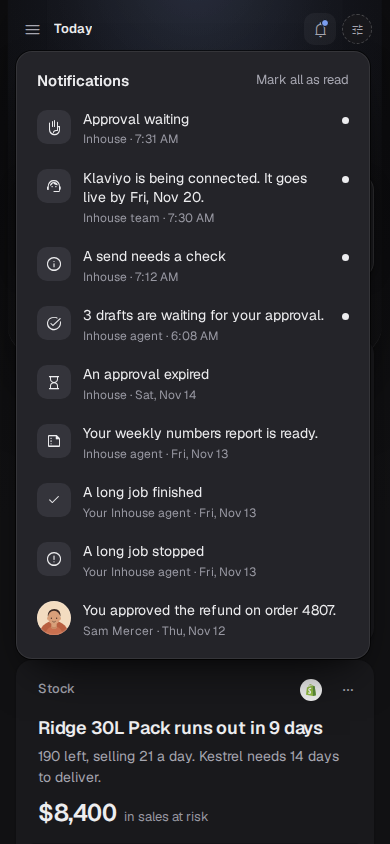 Today
Notifications
Mark all as read
Approval waiting
Inhouse · 7:31 AM
Klaviyo is being connected. It goes
live by Fri, Nov 20.
Inhouse team · 7:30 AM
A send needs a check
Inhouse · 7:12 AM
3 drafts are waiting for your approval.
Inhouse agent · 6:08 AM
An approval expired
Inhouse · Sat, Nov 14
Your weekly numbers report is ready.
Inhouse agent · Fri, Nov 13
A long job finished
Your Inhouse agent · Fri, Nov 13
A long job stopped
Your Inhouse agent · Fri, Nov 13
You approved the refund on order 4807.
Sam Mercer · Thu, Nov 12
Stock
Ridge 30L Pack runs out in 9 days
190 left, selling 21 a day. Kestrel needs 14 days
to deliver.
$8,400 in sales at risk